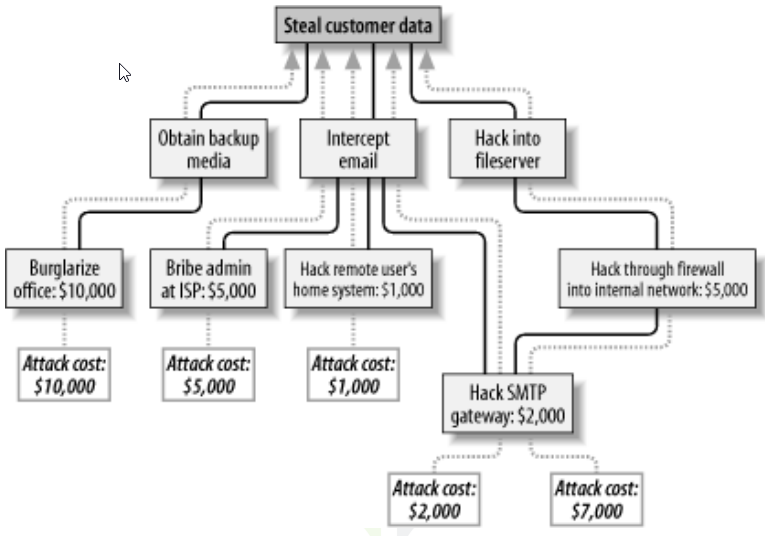 Steal customer data
Obtain backup
media
Intercept
email
Hack into
fileserver
Burglarize
office: $10,000
Bribe admin
at ISP: $5,000
Hack remote user's
home system: $1,000
Hack through firewall
into internal network: $5,000
Attack cost:
$10,000
Attack cost:
$5,000
Attack cost:
$1,000
Hack SMTP
gateway: $2,000
Attack cost:
$2,000
Attack cost:
$7,000